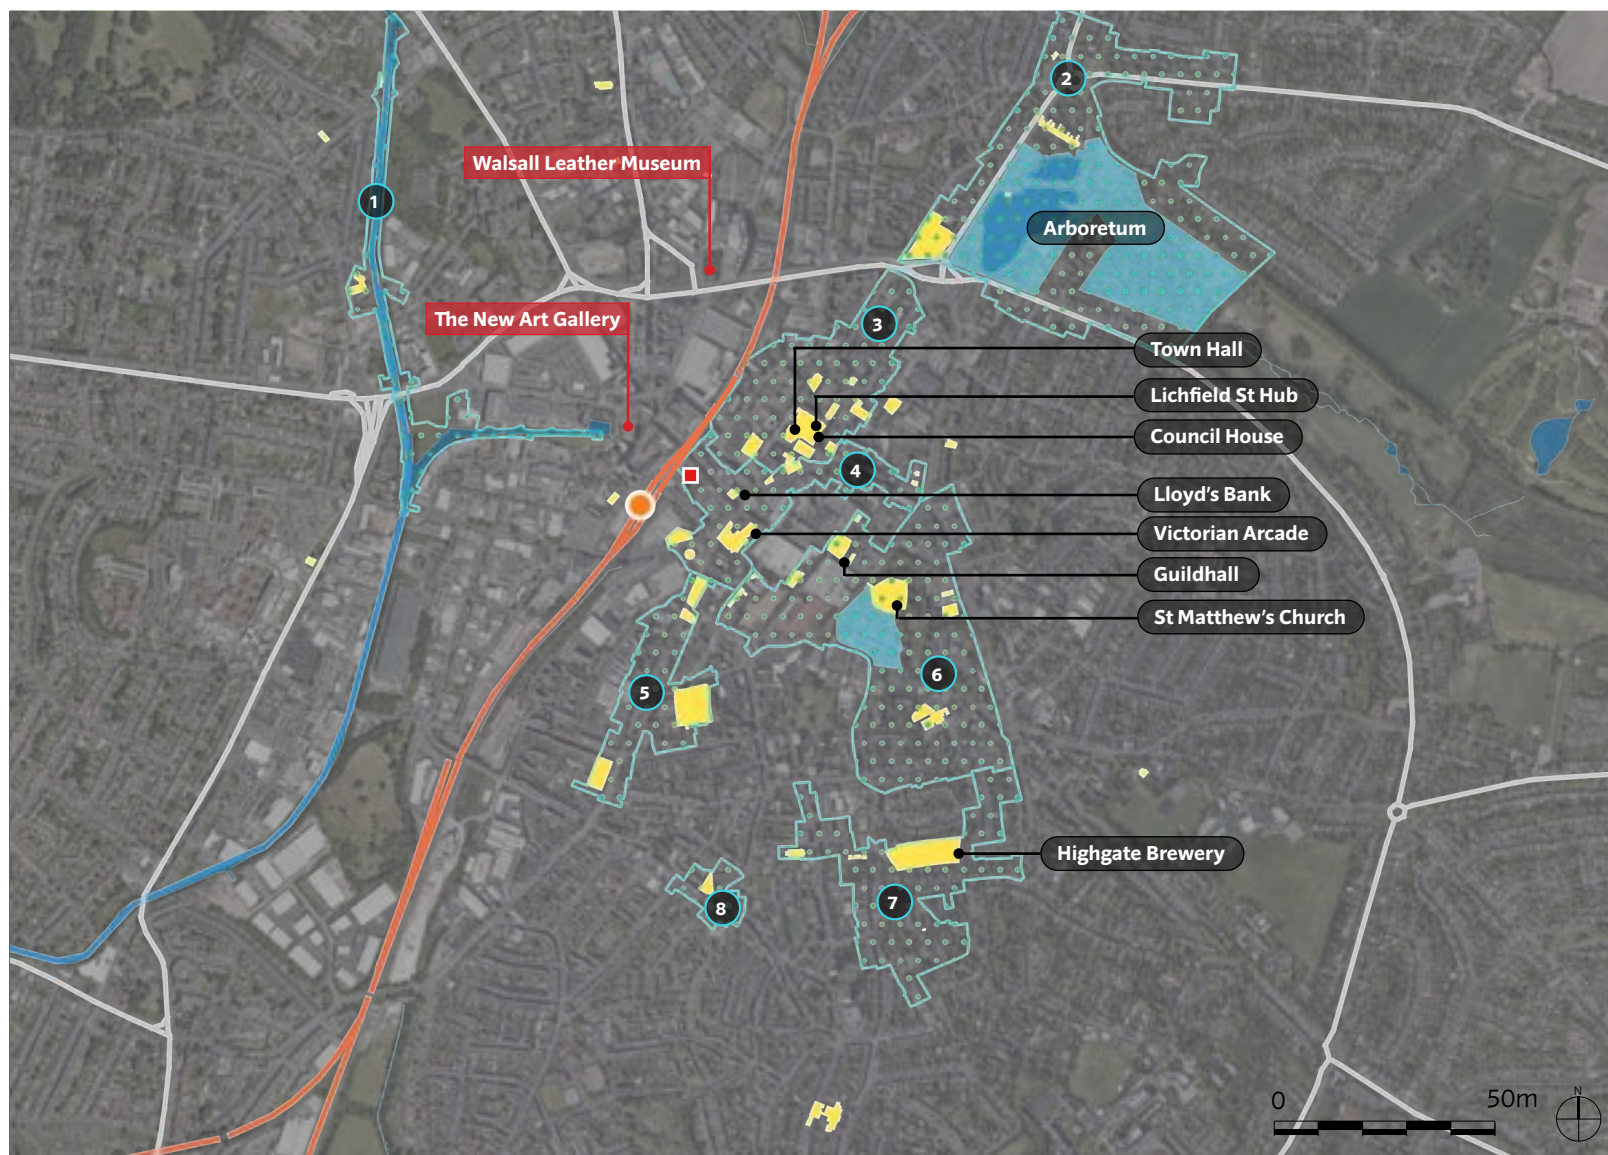 2
Walsall Leather Museum
1
Arboretum
The New Art Gallery
3
Town Hall
Lichfield St Hub
Council House
4
Lloyd's Bank
Victorian Arcade
Guildhall
St Matthew's Church
6
5
Highgate Brewery
7
8
0 50m
N